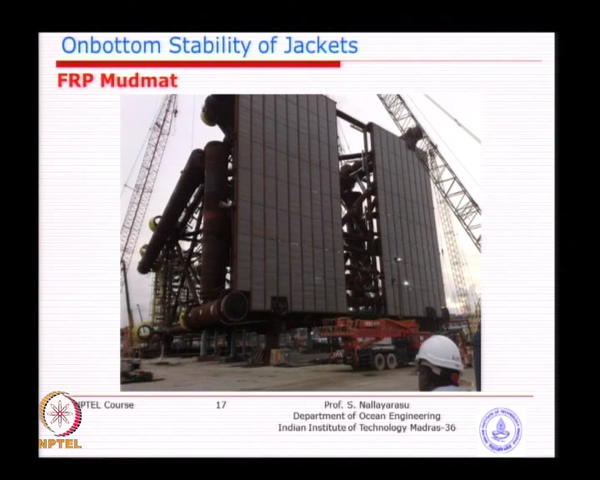 Onbottom Stability of Jackets
FRP Mudmat
NPTEL Course
17
Prof. S. Nallayarasu
Department of Ocean Engineering
Indian Institute of Technology Madras-36
NPTEL